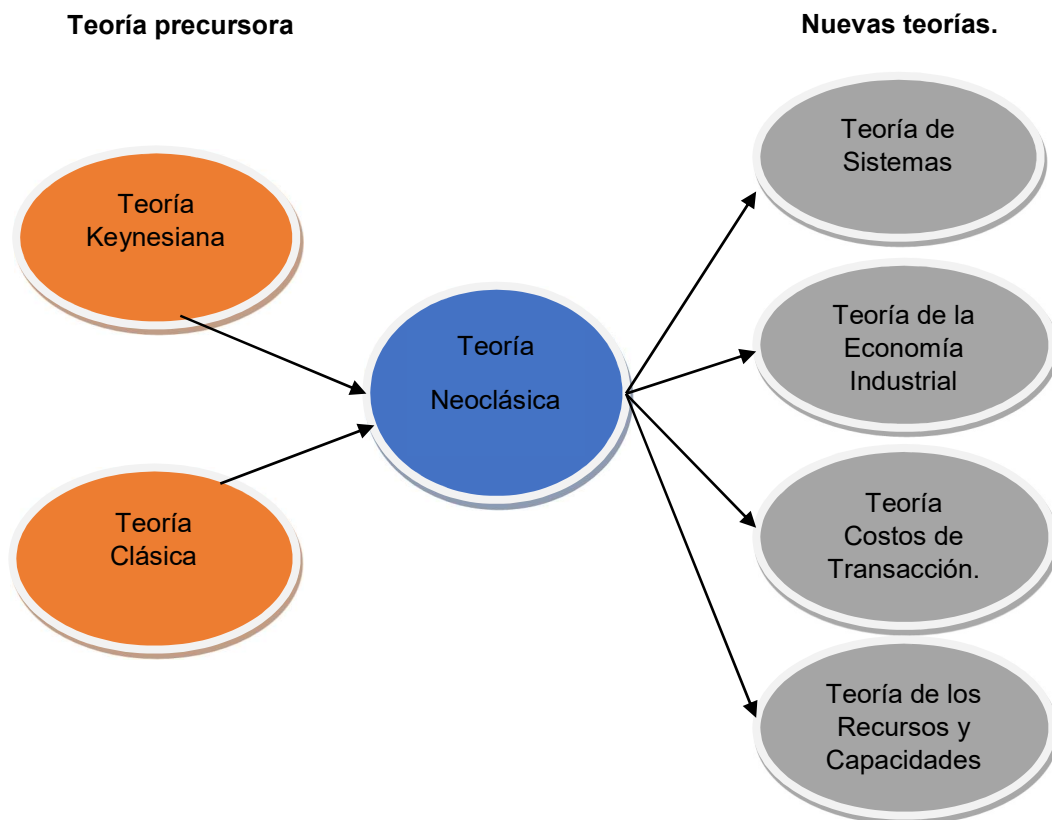 Teoría precursora
Nuevas teorías.
Teoría
Keynesiana
Teoría
Clásica
Teoría
Neoclásica
Teoría de
Sistemas
Teoría de la
Economía
Industrial
Teoría
Costos de
Transacción.
Teoría de los
Recursos y
Capacidades